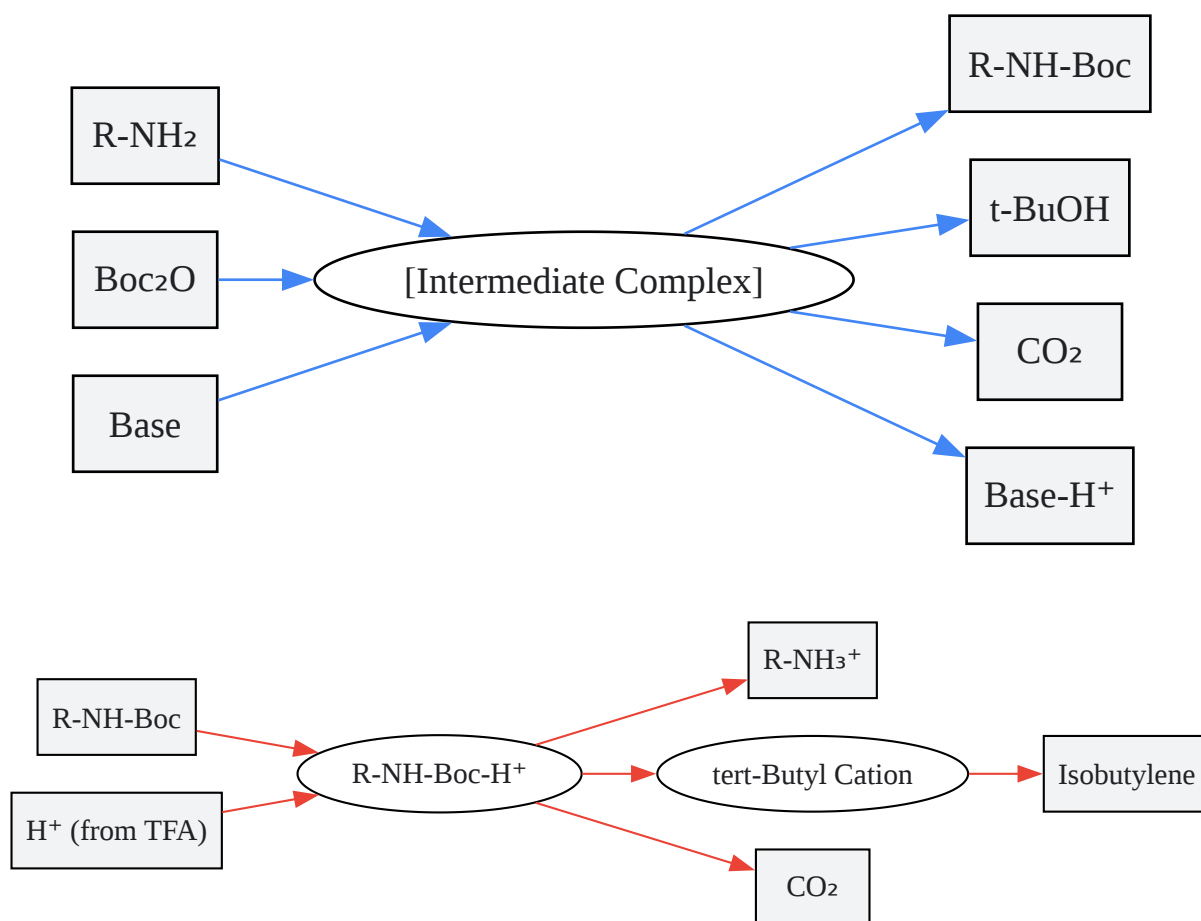 R-NH₂
Boc₂O
Base
[Intermediate Complex]
R-NH-Boc
t-BuOH
CO₂
Base-H⁺
R-NH-Boc
H⁺ (from TFA)
R-NH-Boc-H⁺
R-NH₃⁺
tert-Butyl Cation
CO₂
Isobutylene